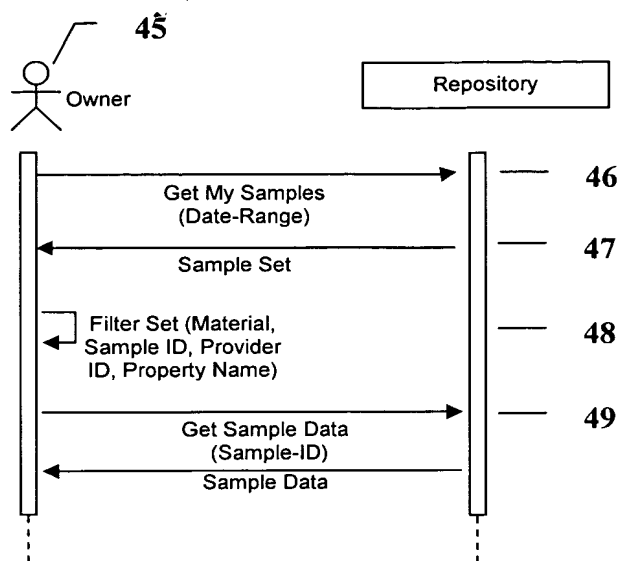 45
Owner
Repository
Get My Samples
(Date-Range)
46
Sample Set
47
Filter Set (Material,
Sample ID, Provider
ID, Property Name)
48
Get Sample Data
(Sample-ID)
49
Sample Data